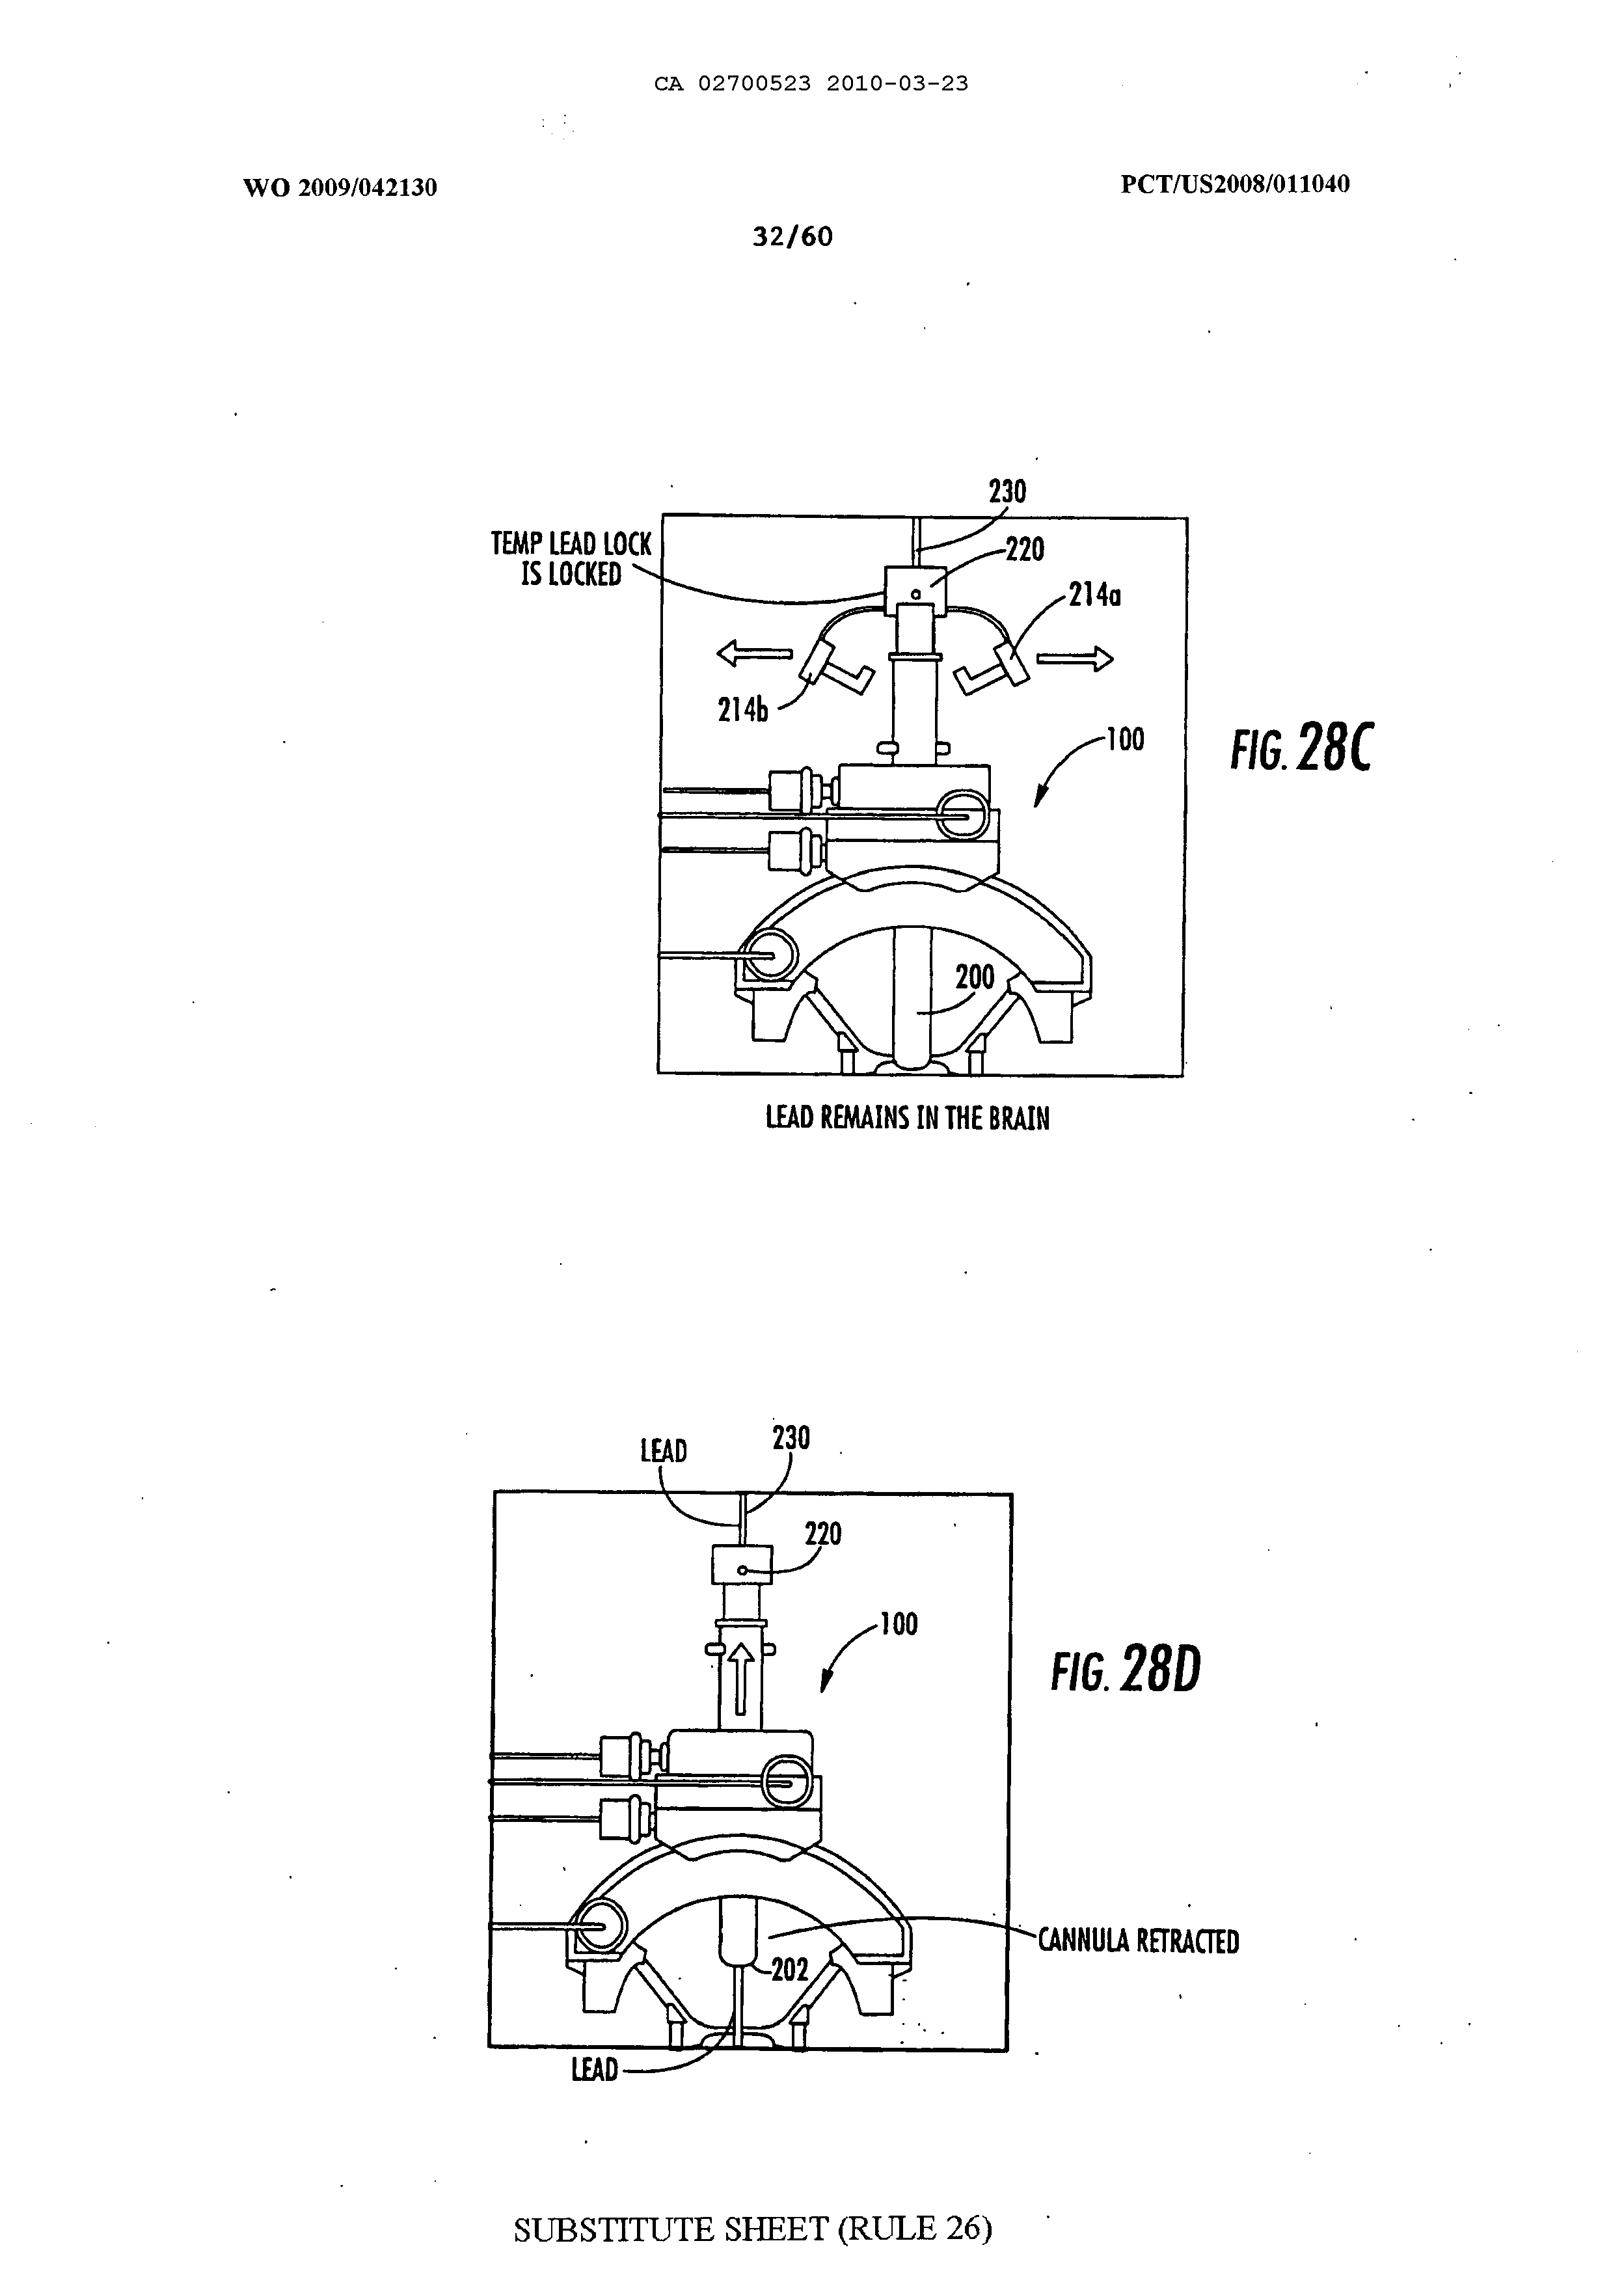 CA 02700523 2010-03-23
WO 2009/042130
PCT/US2008/011040
32/60
230
TEMP LEAD LOCK
IS LOCKED
220
214a
214b
100
FIG. 28C
200
LEAD REMAINS IN THE BRAIN
LEAD
230
220
100
FIG. 28D
CANNULA RETRACTED
202
LEAD
SUBSTITUTE SHEET (RULE 26)